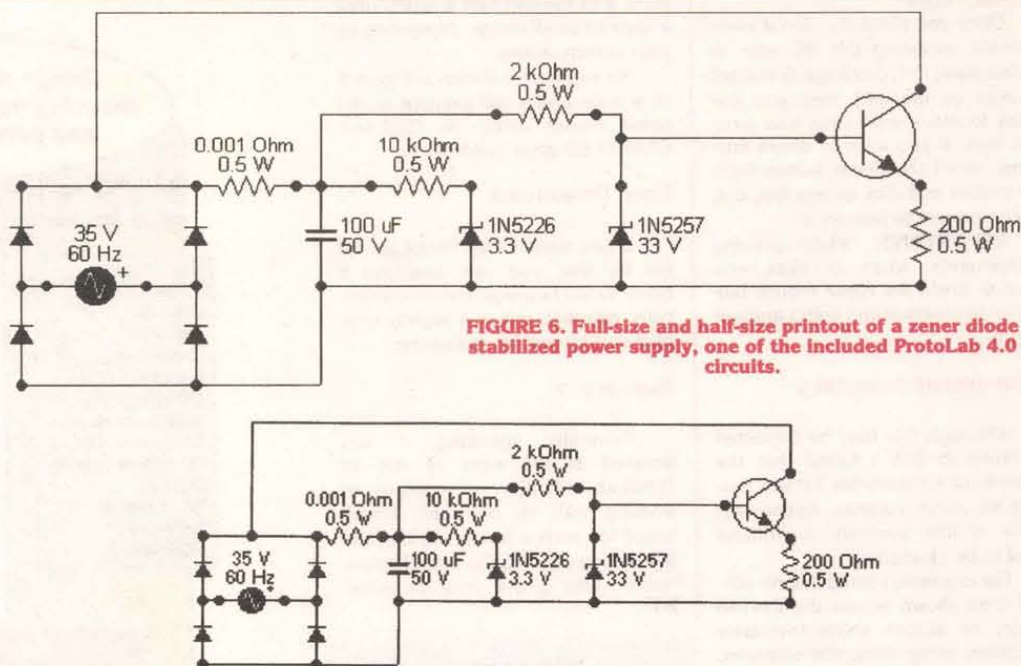 2 kOhm
0.5 W
0.001 Ohm
0.5 W
10 kOhm
0.5 W
35 V
60 Hz
+
100 uF
50 V
1N5226
3.3 V
1N5257
33 V
200 Ohm
0.5 W
FIGURE 6. Full-size and half-size printout of a zener diode
stabilized power supply, one of the included ProtoLab 4.0
circuits.
2 kOhm
0.5 W
0.001 Ohm
0.5 W
10 kOhm
0.5 W
35 V
60 Hz
+
100 uF
50 V
1N5226
3.3 V
1N5257
33 V
200 Ohm
0.5 W